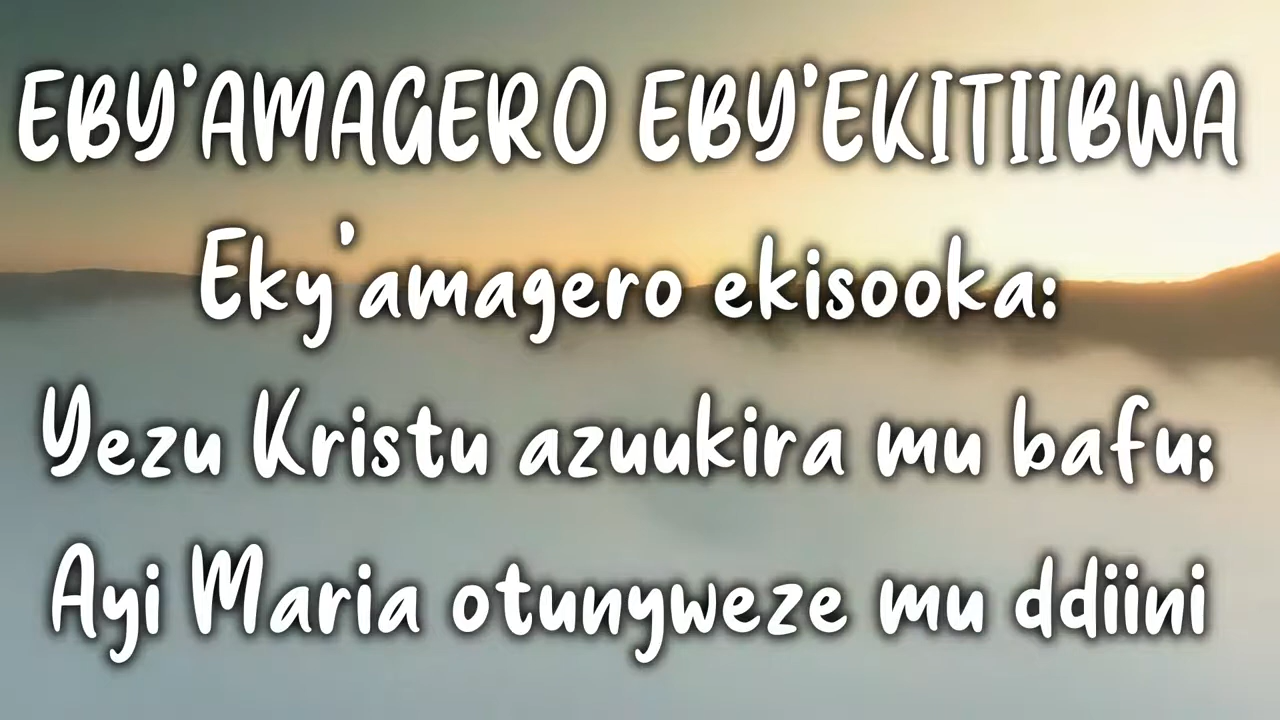 EBY'AMAGERO EBY'EKITIIBWA
Eky'amagero ekisooka:
Yezu Kristu azuukira mu bafu;
Ayi Maria otunyweze mu ddiini